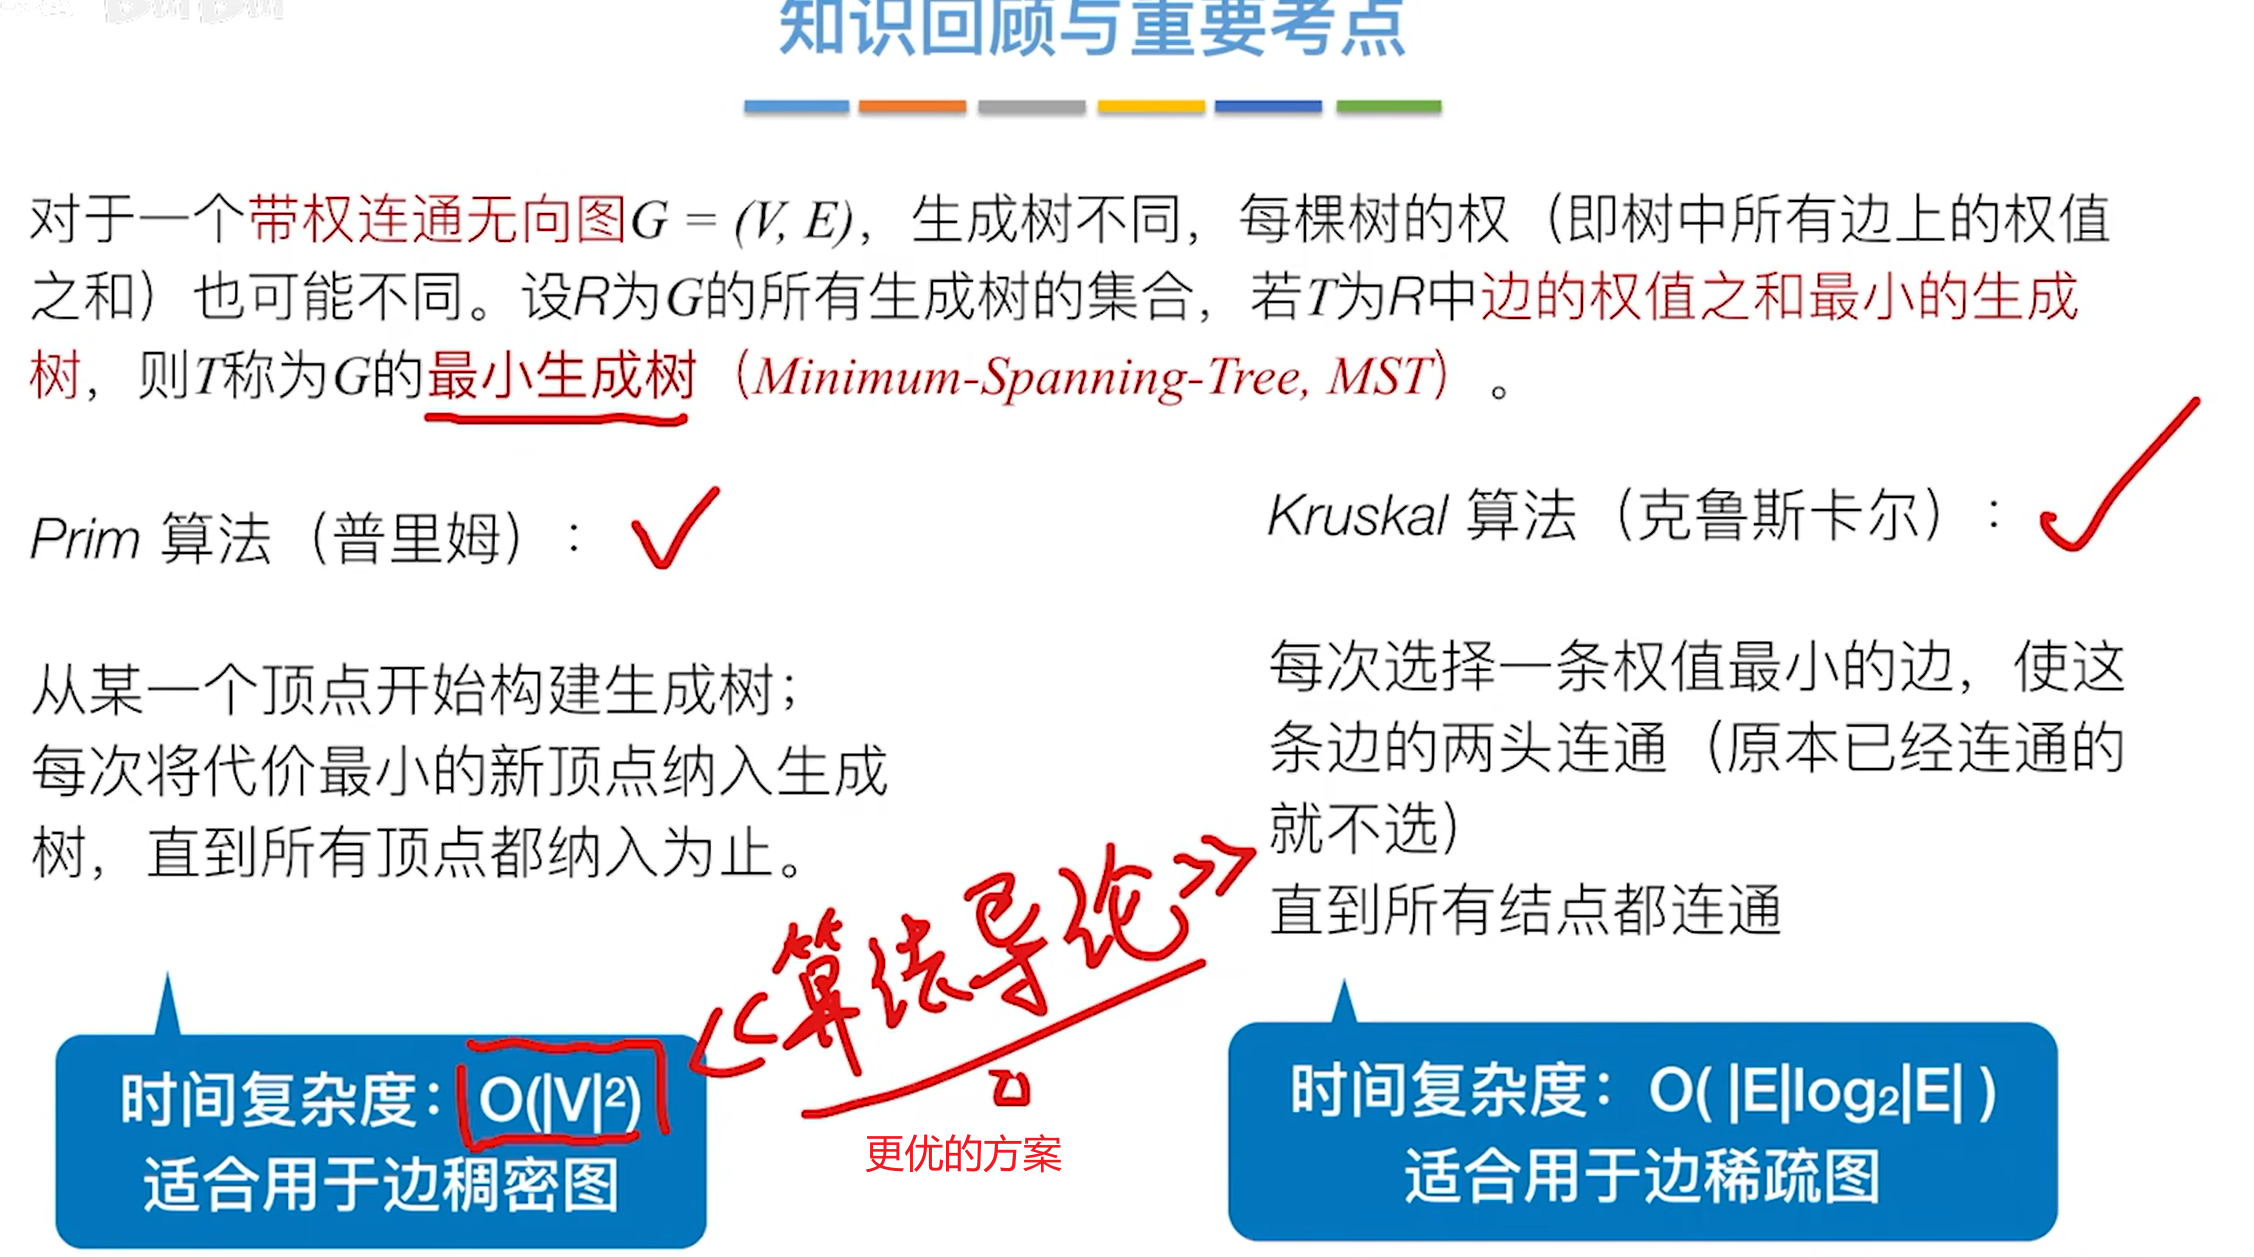 知识回顾与重要考点
对于一个带权连通无向图G = (V, E)，生成树不同，每棵树的权（即树中所有边上的权值
之和）也可能不同。设R为G的所有生成树的集合，若T为R中边的权值之和最小的生成
树，则T称为G的最小生成树（Minimum-Spanning-Tree, MST）。
Prim 算法（普里姆）：
从某一个顶点开始构建生成树；
每次将代价最小的新顶点纳入生成
树，直到所有顶点都纳入为止。
时间复杂度：O(|V|²)
适合用于边稠密图
《算法导论》
更优的方案
Kruskal 算法（克鲁斯卡尔）：
每次选择一条权值最小的边，使这
条边的两头连通（原本已经连通的
就不选）
直到所有结点都连通
时间复杂度：O( |E|log₂|E| )
适合用于边稀疏图